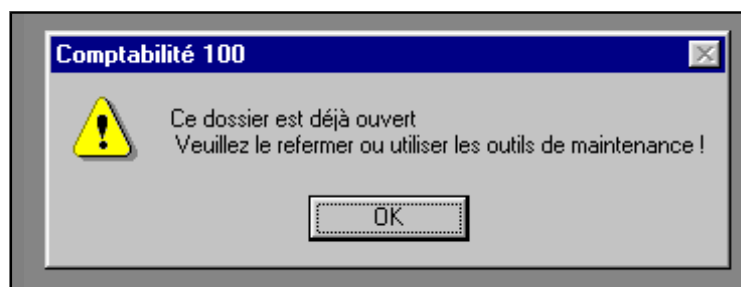 Comptabilité 100
Ce dossier est déjà ouvert
Veuillez le refermer ou utiliser les outils de maintenance !
OK